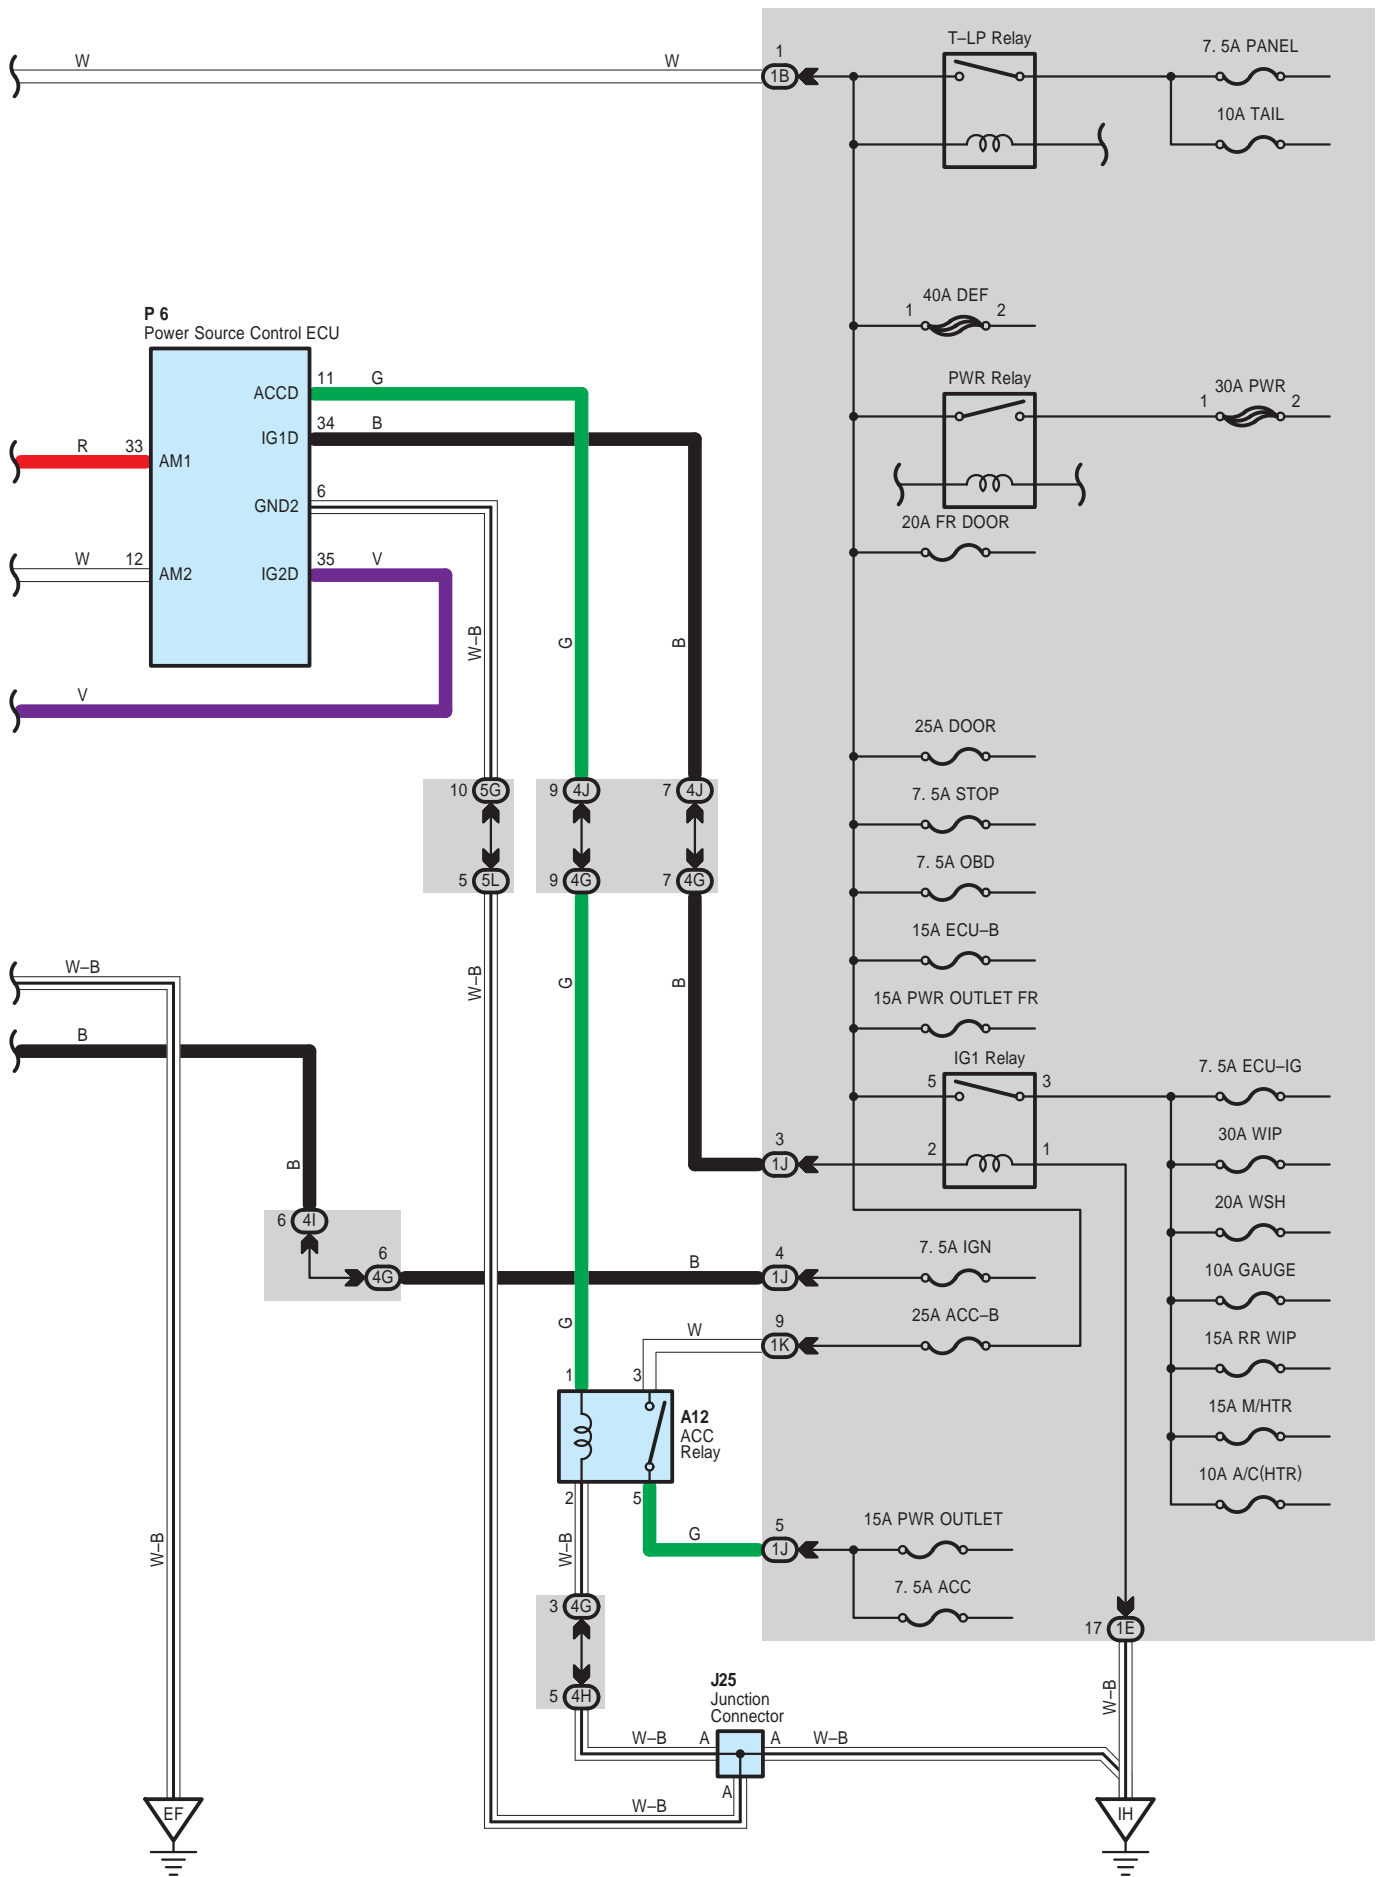 T–LP Relay
7. 5A PANEL
W
W
1
1B
10A TAIL
40A DEF
1
2
P 6
Power Source Control ECU
PWR Relay
30A PWR
1
2
ACCD
11
G
IG1D
34
B
R
33
AM1
GND2
6
20A FR DOOR
W
12
AM2
IG2D
35
V
W–B
G
B
V
25A DOOR
10
5G
9
4J
7
4J
7. 5A STOP
5
5L
9
4G
7
4G
7. 5A OBD
15A ECU–B
W–B
W–B
G
B
15A PWR OUTLET FR
B
IG1 Relay
7. 5A ECU–IG
5
3
30A WIP
3
1J
2
1
B
20A WSH
6
4I
6
4G
B
4
1J
7. 5A IGN
10A GAUGE
G
W
9
1K
25A ACC–B
15A RR WIP
1
3
A12
ACC
Relay
15A M/HTR
10A A/C(HTR)
2
5
15A PWR OUTLET
W–B
W–B
G
5
1J
7. 5A ACC
3
4G
17
1E
5
4H
J25
Junction
Connector
W–B
W–B
A
A
W–B
A
W–B
EF
IH